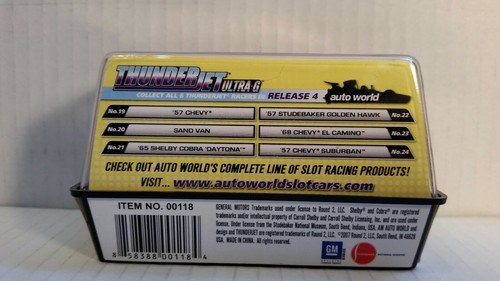 THUNDERJET ULTRA G
COLLECT ALL 6 THUNDERJET RACERS IN RELEASE 4
auto world
No.19 '57 CHEVY
'57 STUDEBAKER GOLDEN HAWK No.22
No.20 SAND VAN
'68 CHEVY EL CAMINO No.23
No.21 '65 SHELBY COBRA "DAYTONA"
'57 CHEVY SUBURBAN No.24
CHECK OUT AUTO WORLD'S COMPLETE LINE OF SLOT RACING PRODUCTS!
VISIT... www.autoworldslotcars.com
ITEM NO. 00118
8 58388 00118 4
GENERAL MOTORS Trademarks used under license to Round 2, LLC. Shelby® and Cobra® are registered
trademarks and/or intellectual property of Carroll Shelby and Carroll Shelby Licensing, Inc. and are used under
license. Under license from the Studebaker National Museum, South Bend, Indiana, USA. AW AUTO WORLD and
design and THUNDERJET are registered trademarks of Round 2, LLC. ©2007 Round 2, LLC, South Bend, IN 46628
USA. MADE IN CHINA. All rights reserved.
GM